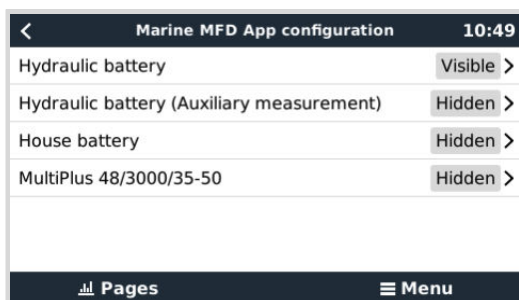 Marine MFD App configuration 10:49
Hydraulic battery Visible
Hydraulic battery (Auxiliary measurement) Hidden
House battery Hidden
MultiPlus 48/3000/35-50 Hidden
Pages Menu